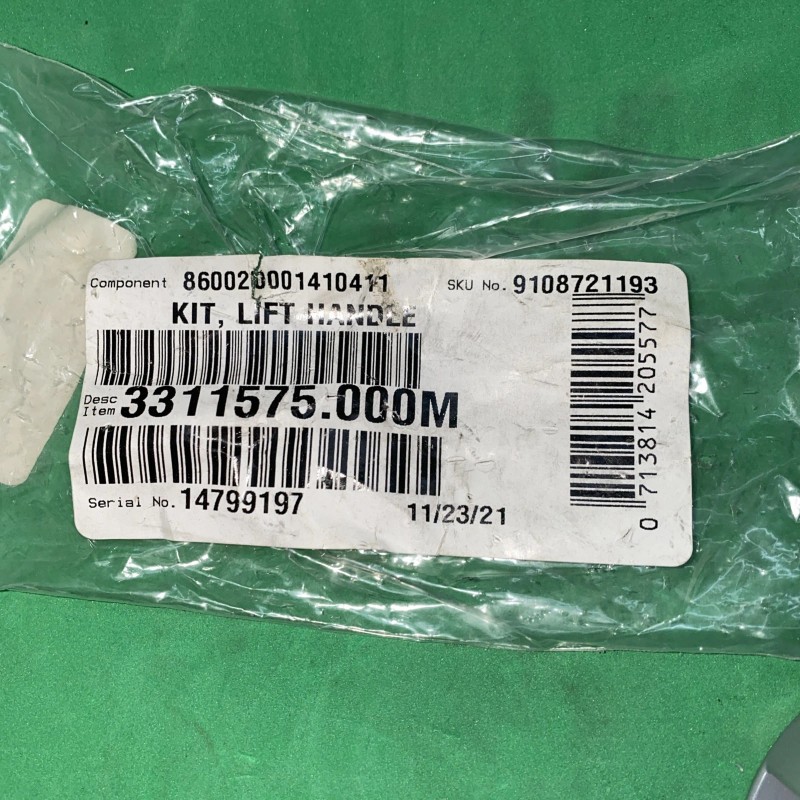 Component 860020001410411 SKU No. 9108721193
KIT, LIFT HANDLE
Desc
Item 3311575.000M
Serial No. 14799197 11/23/21
0 713814 205577